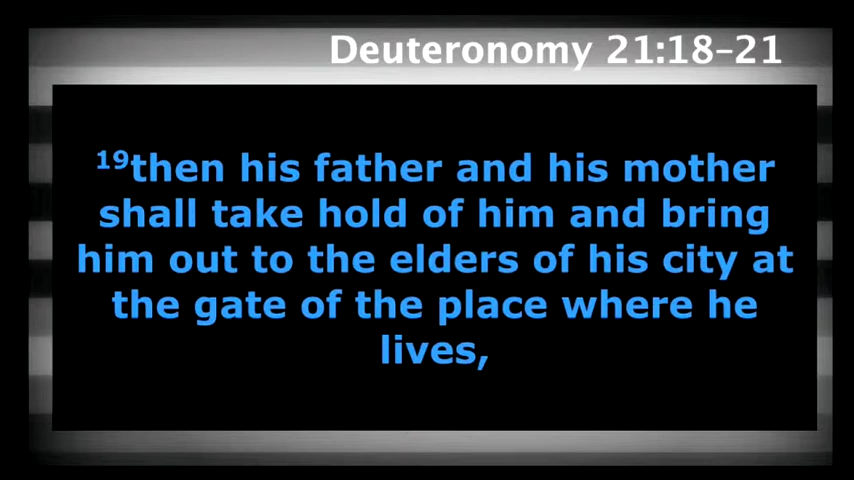 Deuteronomy 21:18–21
19then his father and his mother
shall take hold of him and bring
him out to the elders of his city at
the gate of the place where he
lives,